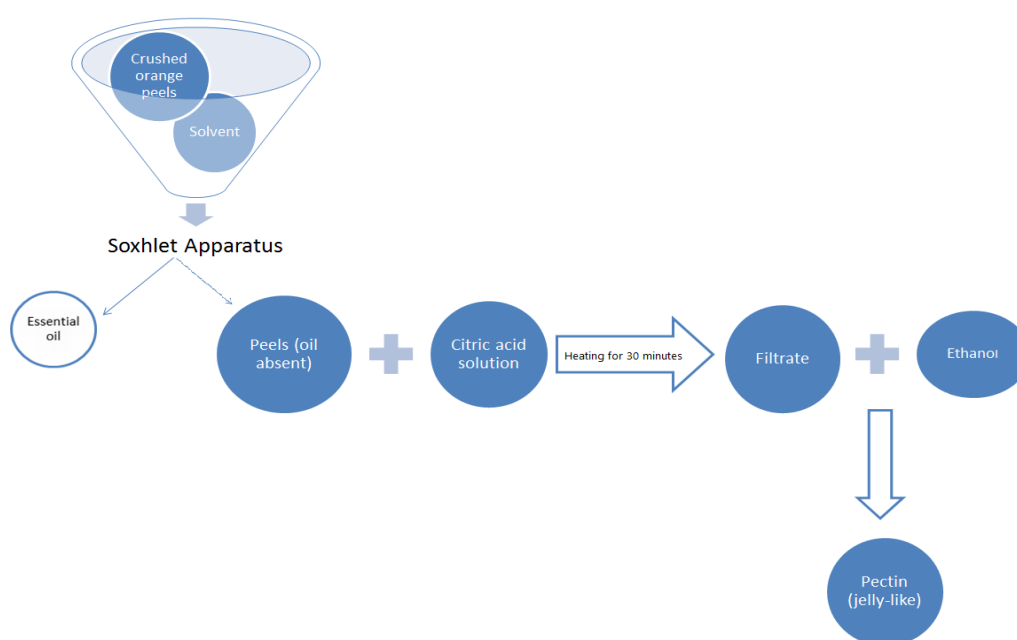 Crushed
orange
peels
Solvent
Soxhlet Apparatus
Essential
oil
Peels (oil
absent)
Citric acid
solution
Heating for 30 minutes
Filtrate
Ethanol
Pectin
(jelly-like)